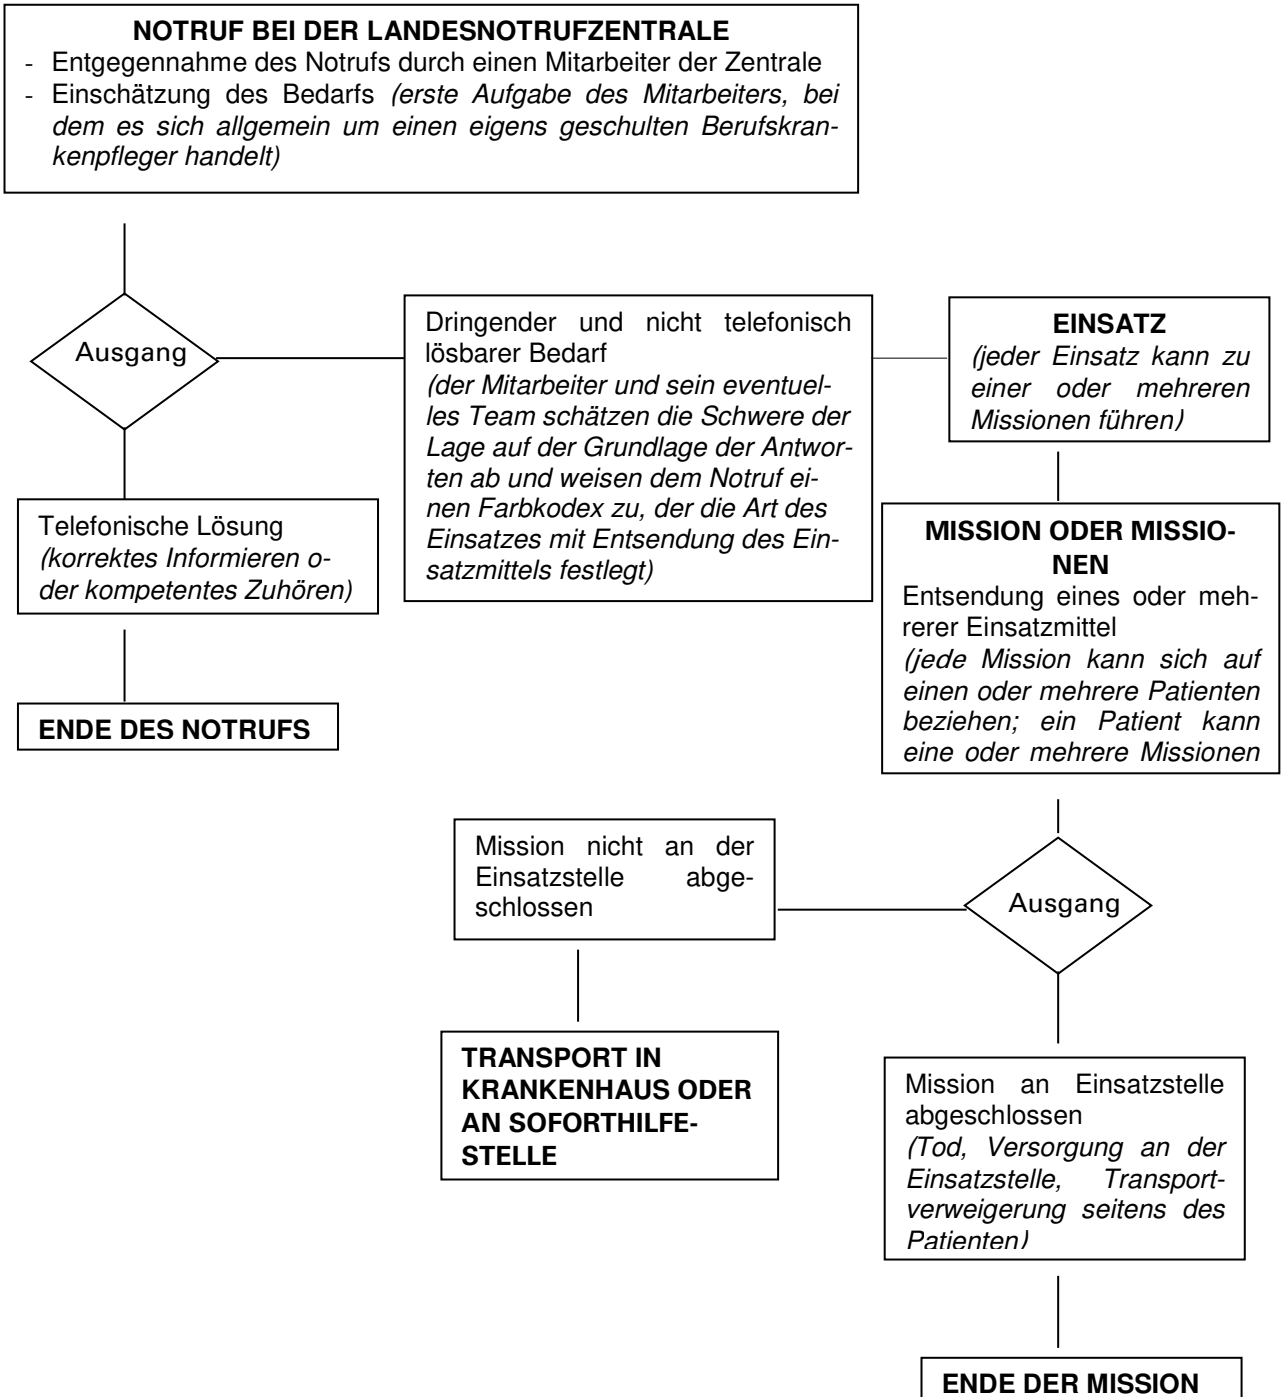 NOTRUF BEI DER LANDESNOTRUFZENTRALE
- Entgegennahme des Notrufs durch einen Mitarbeiter der Zentrale
- Einschätzung des Bedarfs (erste Aufgabe des Mitarbeiters, bei
dem es sich allgemein um einen eigens geschulten Berufskran-
kenpfleger handelt)
Ausgang
Dringender und nicht telefonisch
lösbarer Bedarf
(der Mitarbeiter und sein eventuel-
les Team schätzen die Schwere der
Lage auf der Grundlage der Antwor-
ten ab und weisen dem Notruf ei-
nen Farbkodex zu, der die Art des
Einsatzes mit Entsendung des Ein-
satzmittels festlegt)
EINSATZ
(jeder Einsatz kann zu
einer oder mehreren
Missionen führen)
Telefonische Lösung
(korrektes Informieren o-
der kompetentes Zuhören)
ENDE DES NOTRUFS
MISSION ODER MISSIO-
NEN
Entsendung eines oder meh-
rerer Einsatzmittel
(jede Mission kann sich auf
einen oder mehrere Patienten
beziehen; ein Patient kann
eine oder mehrere Missionen
Ausgang
Mission nicht an der
Einsatzstelle abge-
schlossen
TRANSPORT IN
KRANKENHAUS ODER
AN SOFORTHILFE-
STELLE
Mission an Einsatzstelle
abgeschlossen
(Tod, Versorgung an der
Einsatzstelle, Transport-
verweigerung seitens des
Patienten)
ENDE DER MISSION